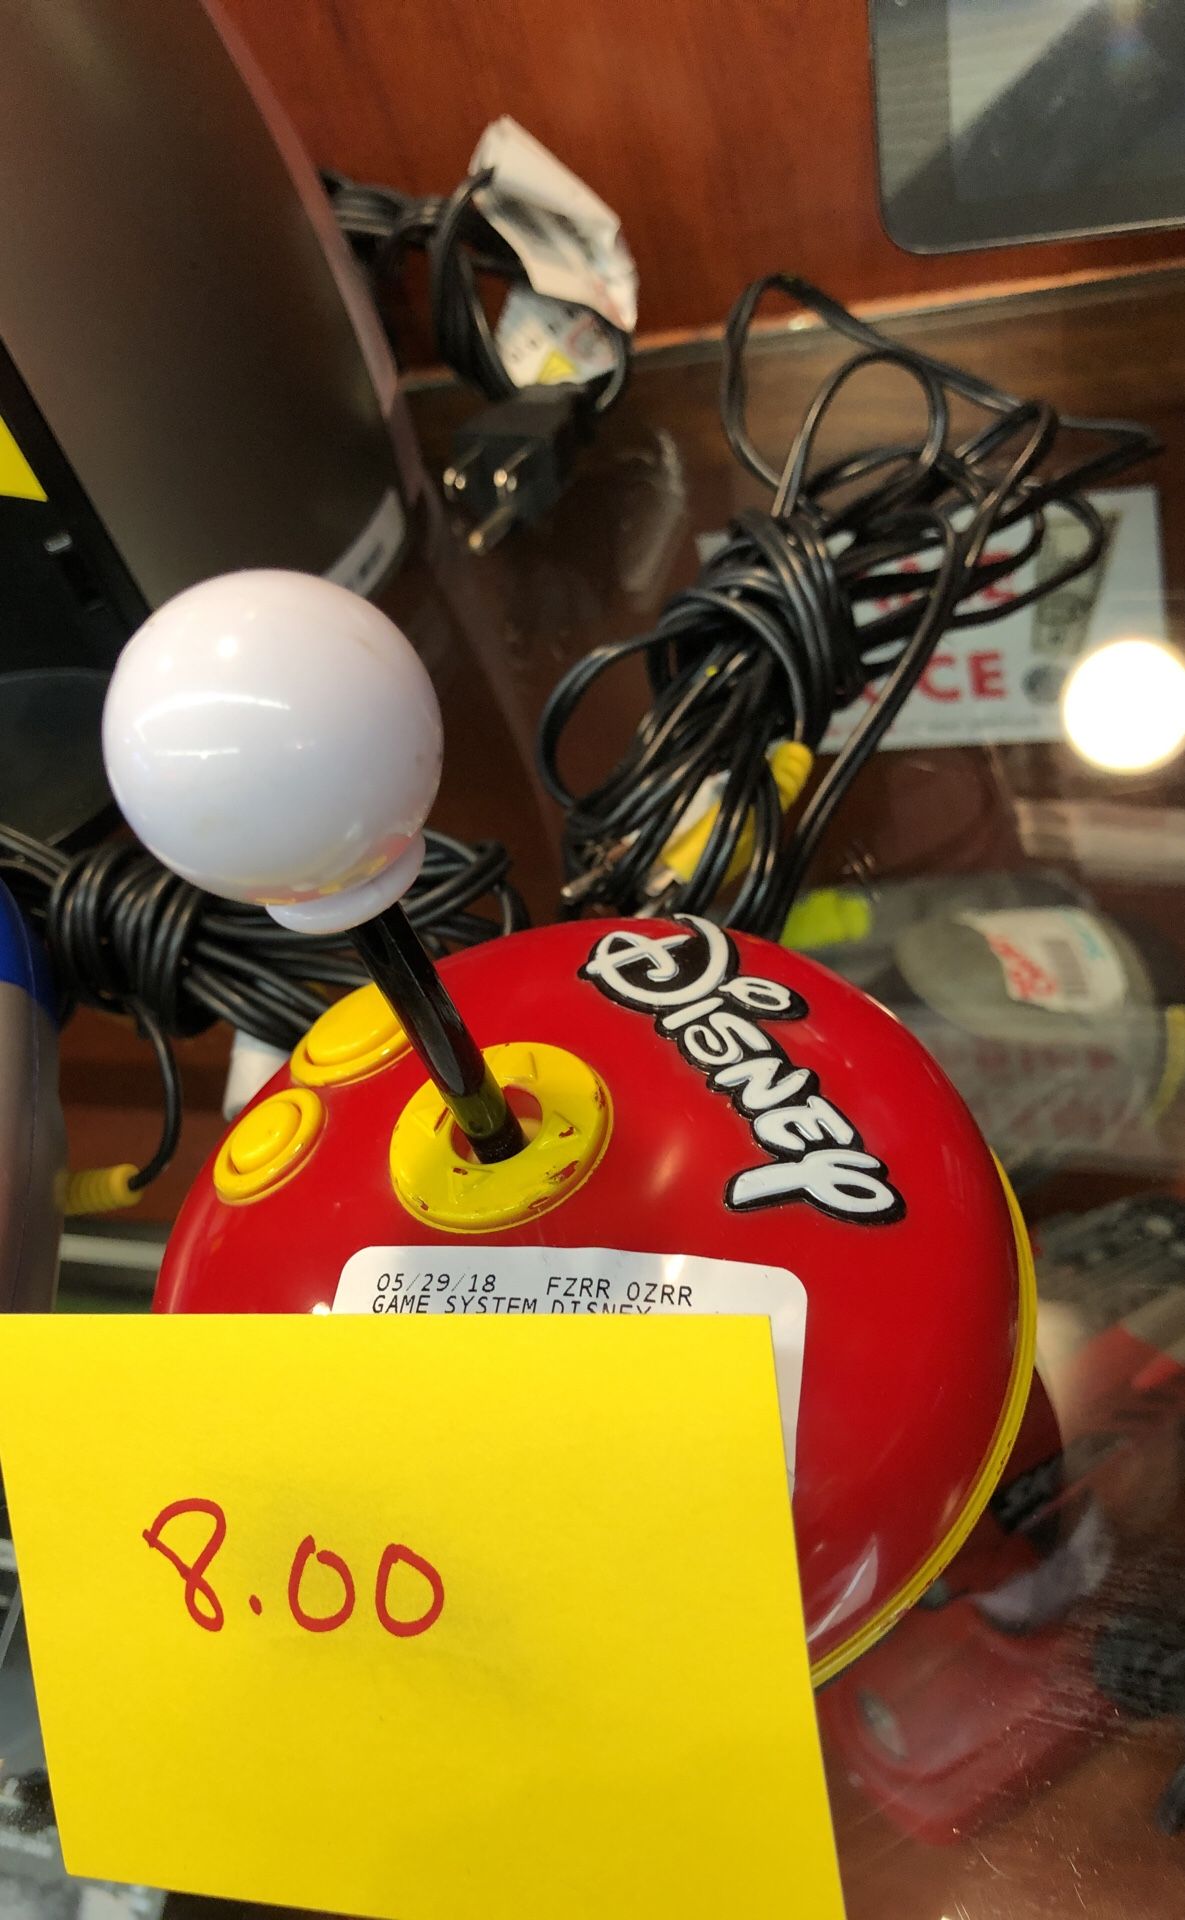 DISNEY
05/29/18 FZRR OZRR
GAME SYSTEM DISNEY
8.00